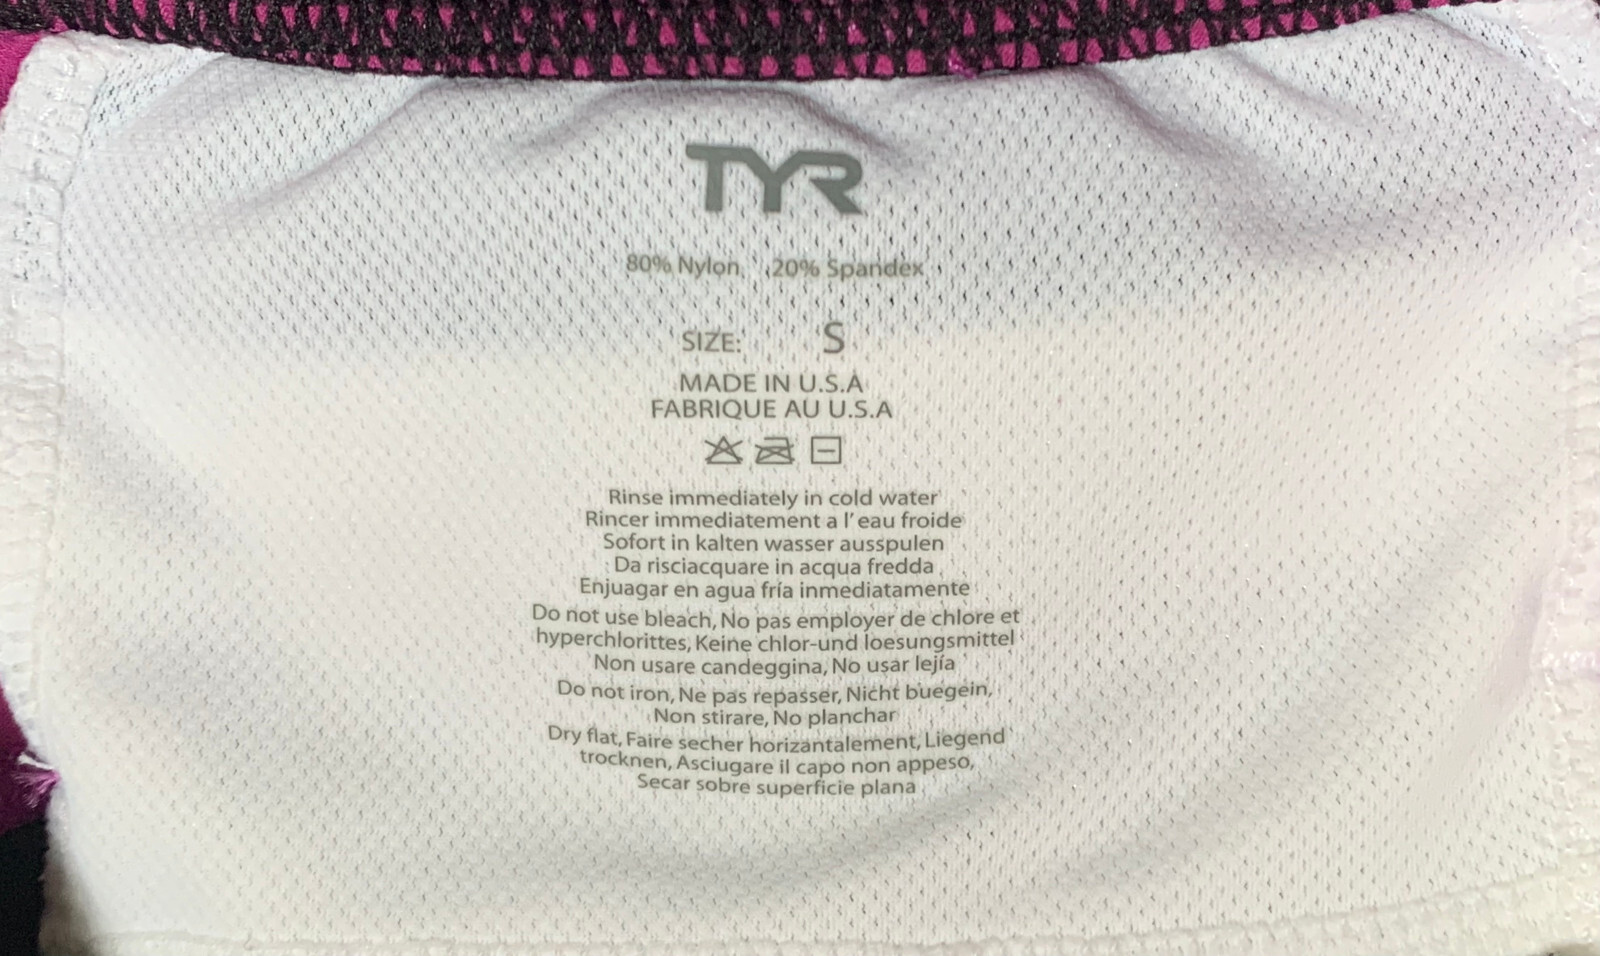 TYR
80% Nylon, 20% Spandex
SIZE: S
MADE IN U.S.A
FABRIQUE AU U.S.A
Rinse immediately in cold water
Rincer immediatement a l'eau froide
Sofort in kalten wasser ausspulen
Da risciacquare in acqua fredda
Enjuagar en agua fría inmediatamente
Do not use bleach, No pas employer de chlore et
hyperchlorittes, Keine chlor-und loesungsmittel
Non usare candeggina, No usar lejía
Do not iron, Ne pas repasser, Nicht buegein,
Non stirare, No planchar
Dry flat, Faire secher horizantalement, Liegend
trocknen, Asciugare il capo non appeso,
Secar sobre superficie plana